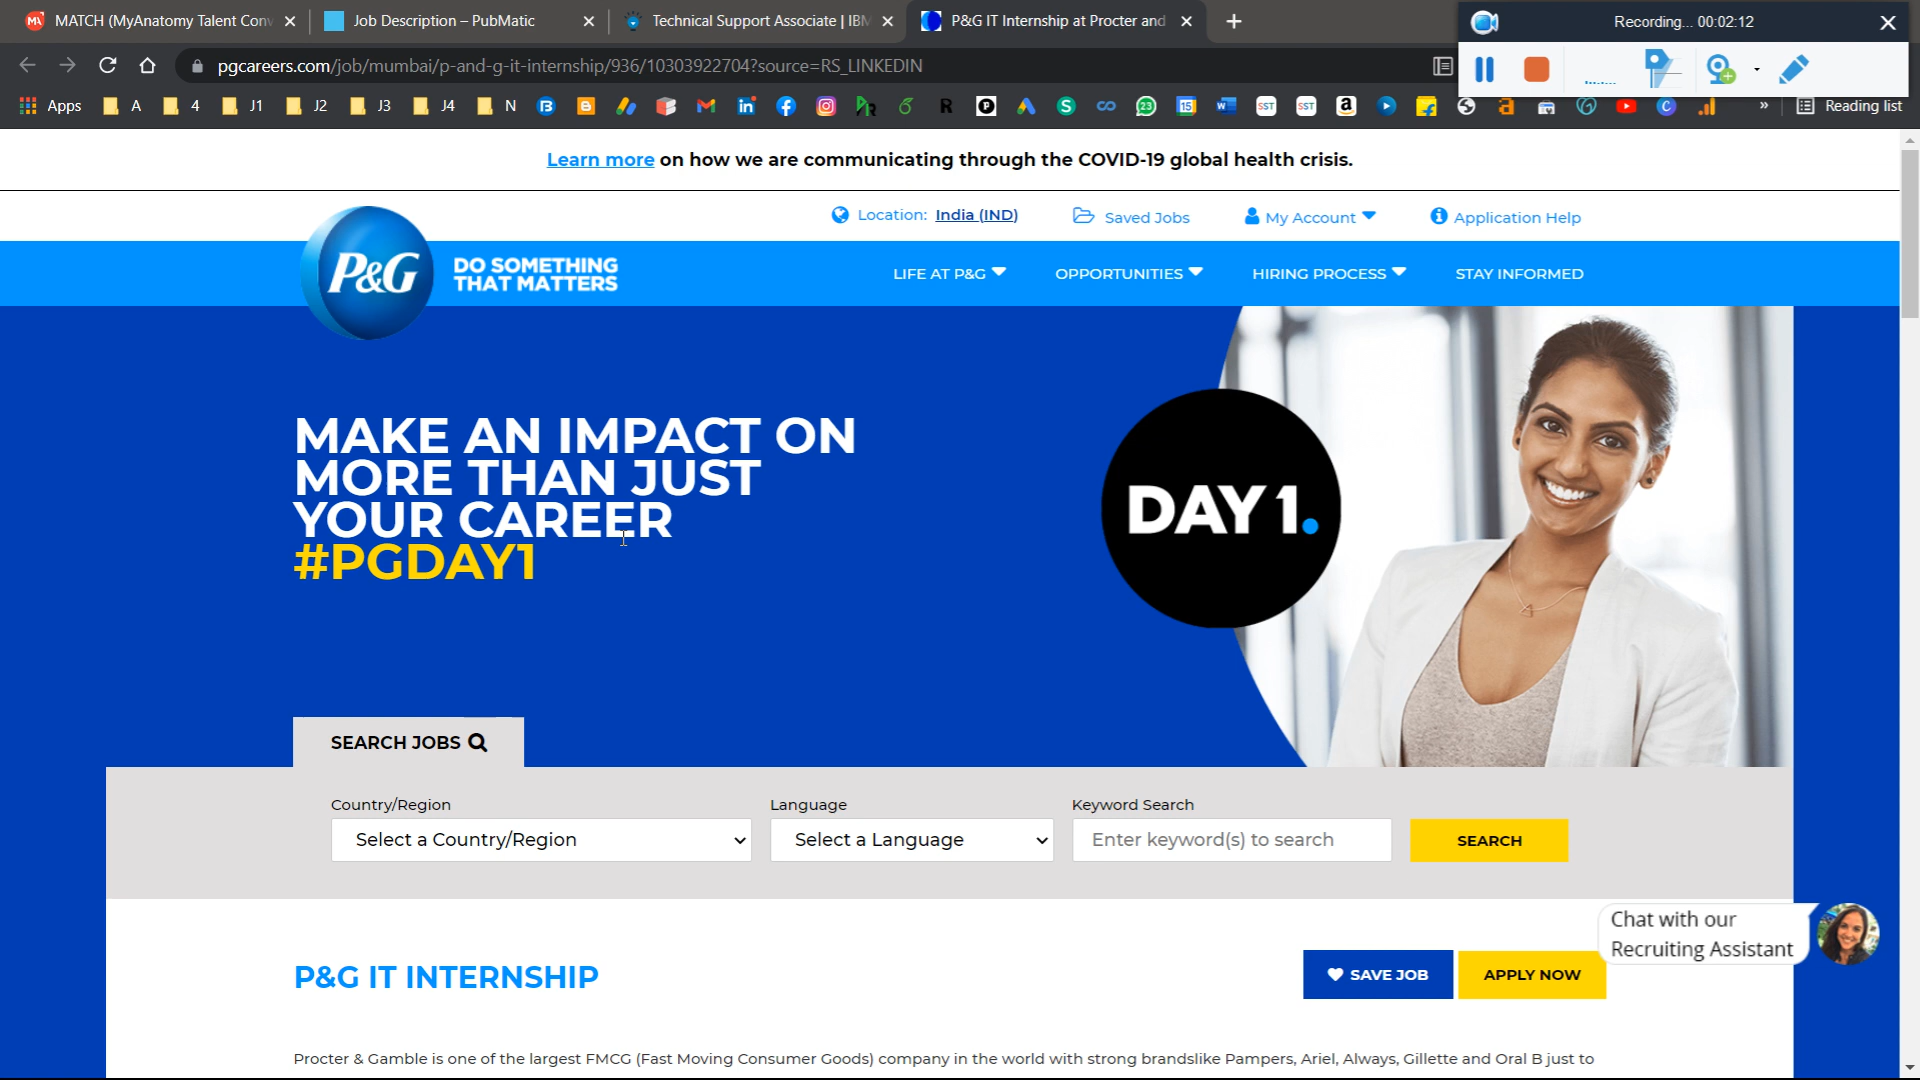 MATCH (MyAnatomy Talent Conv
Job Description – PubMatic
Technical Support Associate | IBM
P&G IT Internship at Procter and
Recording... 00:02:12
pgcareers.com/job/mumbai/p-and-g-it-internship/936/10303922704?source=RS_LINKEDIN
Apps A 4 J1 J2 J3 J4 N Reading list
Learn more on how we are communicating through the COVID-19 global health crisis.
Location: India (IND) Saved Jobs My Account Application Help
P&G DO SOMETHING
THAT MATTERS
LIFE AT P&G OPPORTUNITIES HIRING PROCESS STAY INFORMED
MAKE AN IMPACT ON
MORE THAN JUST
YOUR CAREER
#PGDAY1
DAY1.
SEARCH JOBS
Country/Region Language Keyword Search
Select a Country/Region Select a Language Enter keyword(s) to search SEARCH
Chat with our
Recruiting Assistant
P&G IT INTERNSHIP SAVE JOB APPLY NOW
Procter & Gamble is one of the largest FMCG (Fast Moving Consumer Goods) company in the world with strong brandslike Pampers, Ariel, Always, Gillette and Oral B just to